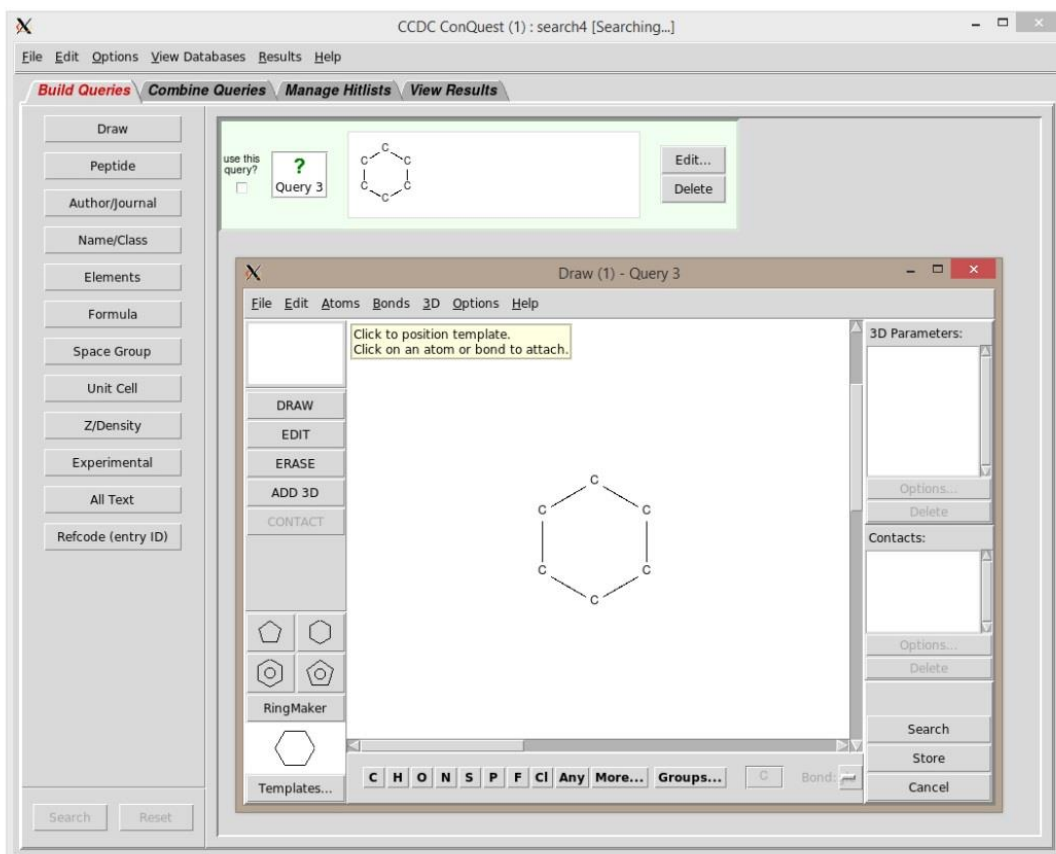 CCDC ConQuest (1) : search4 [Searching...]
File Edit Options View Databases Results Help
Build Queries Combine Queries Manage Hitlists View Results
Draw
Peptide
Author/Journal
Name/Class
Elements
Formula
Space Group
Unit Cell
Z/Density
Experimental
All Text
Refcode (entry ID)
Search Reset
use this
query?
?
Query 3
C
C C
C C
C
Edit...
Delete
Draw (1) - Query 3
File Edit Atoms Bonds 3D Options Help
Click to position template.
Click on an atom or bond to attach.
DRAW
EDIT
ERASE
ADD 3D
CONTACT
RingMaker
Templates...
C
C C
C C
C
C H O N S P F Cl Any More... Groups... C Bond:
3D Parameters:
Options...
Delete
Contacts:
Options...
Delete
Search
Store
Cancel